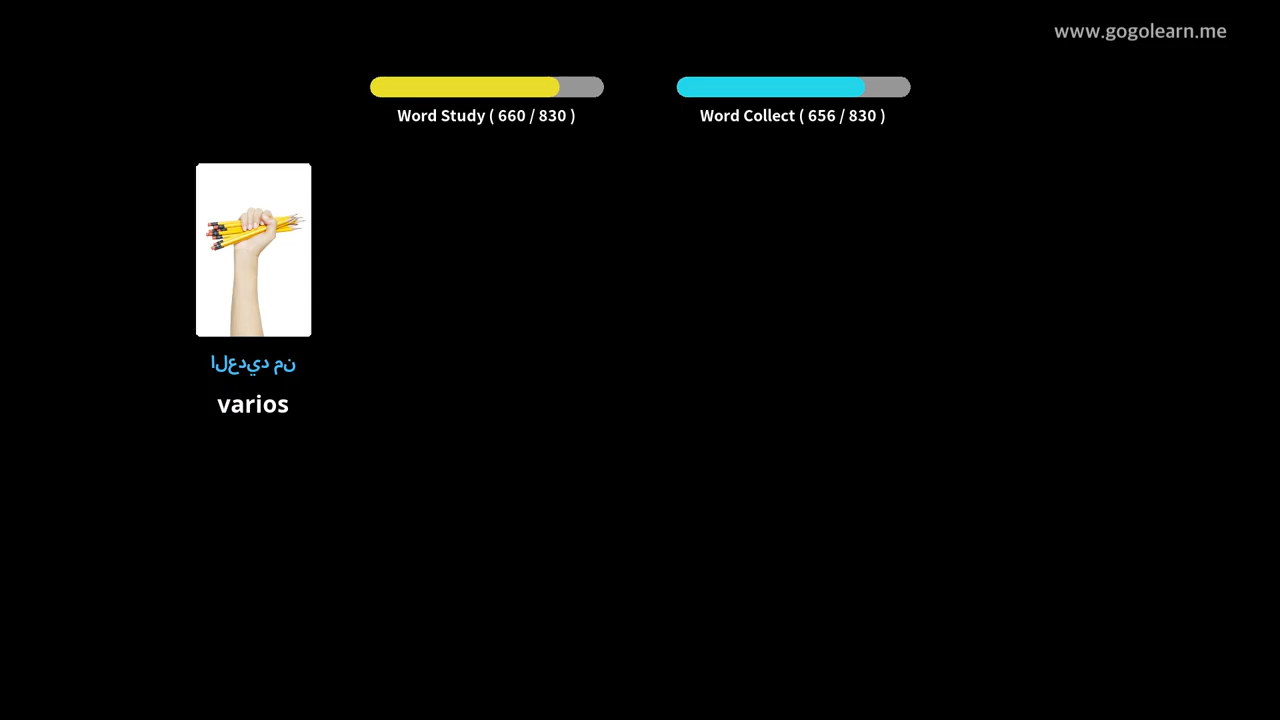 www.gogolearn.me
Word Study ( 660 / 830 )
Word Collect ( 656 / 830 )
العديد من
varios